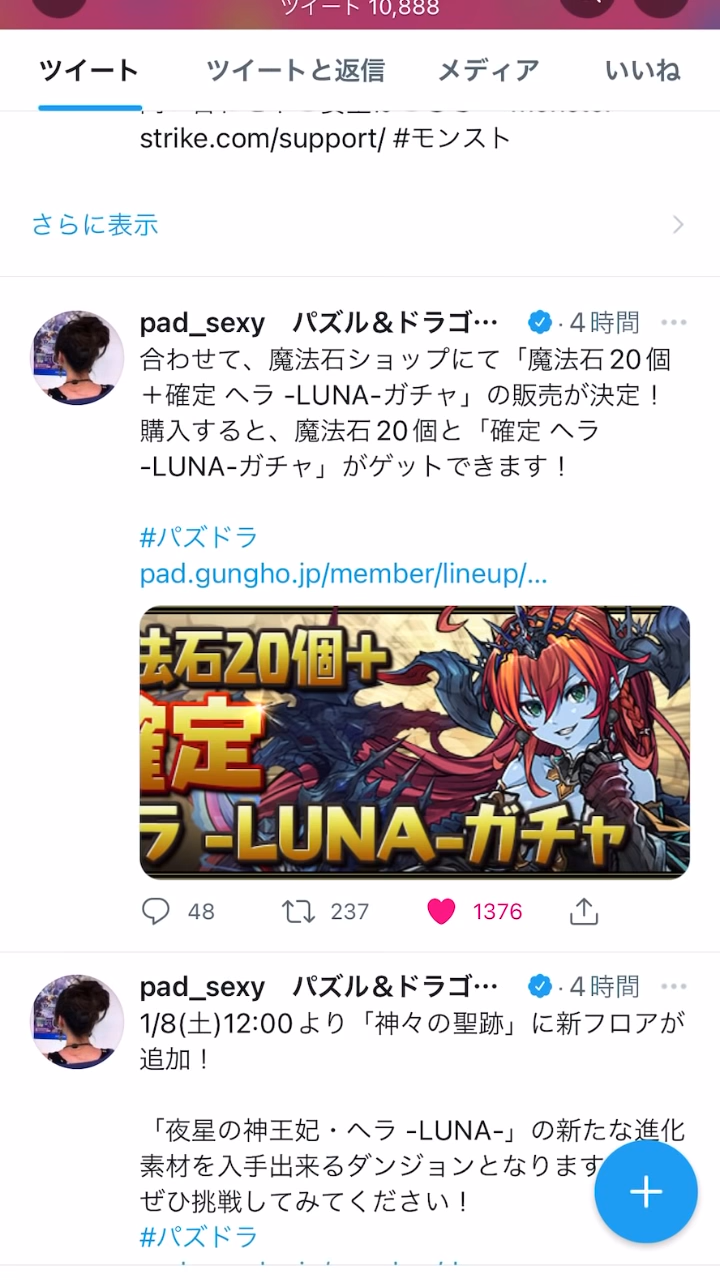 ツイート 10,888
ツイート ツイートと返信 メディア いいね
strike.com/support/ #モンスト
さらに表示
pad_sexy パズル&ドラゴ… · 4時間
合わせて、魔法石ショップにて「魔法石20個
+確定 ヘラ -LUNA-ガチャ」の販売が決定！
購入すると、魔法石20個と「確定 ヘラ
-LUNA-ガチャ」がゲットできます！
#パズドラ
pad.gungho.jp/member/lineup/...
法石20個+
確定
ラ -LUNA-ガチャ
48 237 1376
pad_sexy パズル&ドラゴ… · 4時間
1/8(土)12:00より「神々の聖跡」に新フロアが
追加！
「夜星の神王妃・ヘラ -LUNA-」の新たな進化
素材を入手出来るダンジョンとなります
ぜひ挑戦してみてください！
#パズドラ